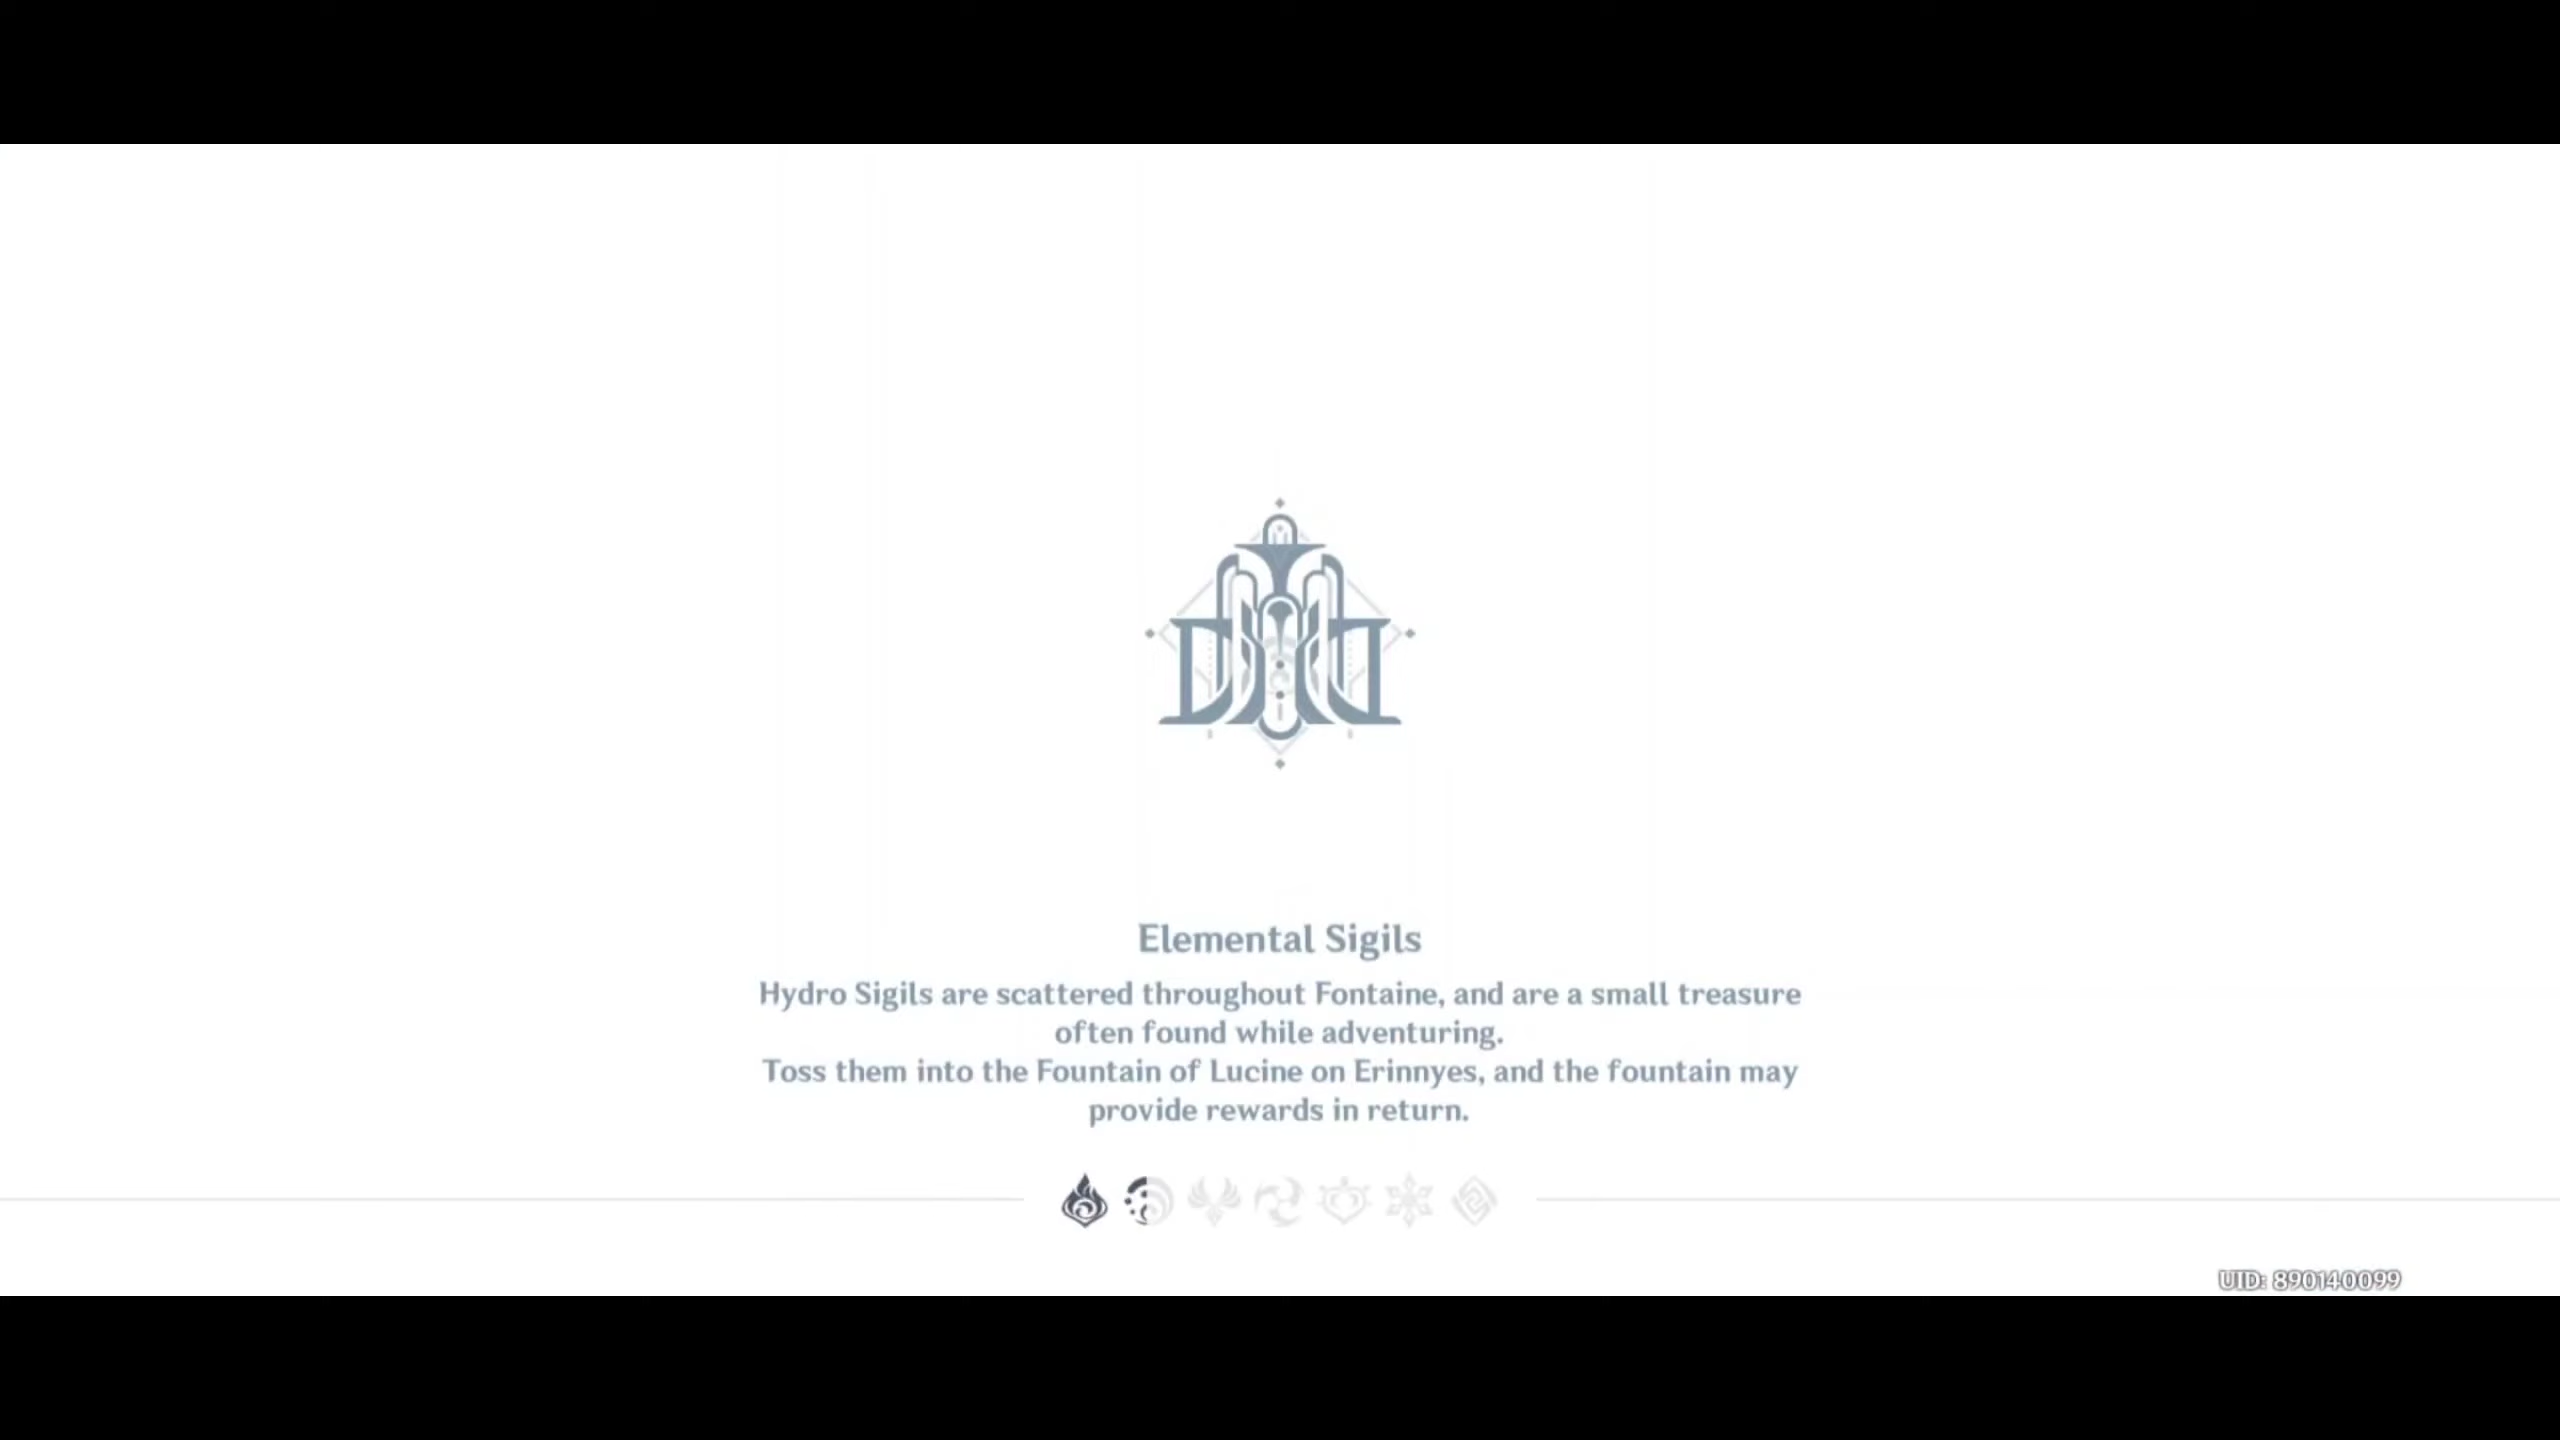 Elemental Sigils
Hydro Sigils are scattered throughout Fontaine, and are a small treasure
often found while adventuring.
Toss them into the Fountain of Lucine on Erinnyes, and the fountain may
provide rewards in return.
UID: 890140099